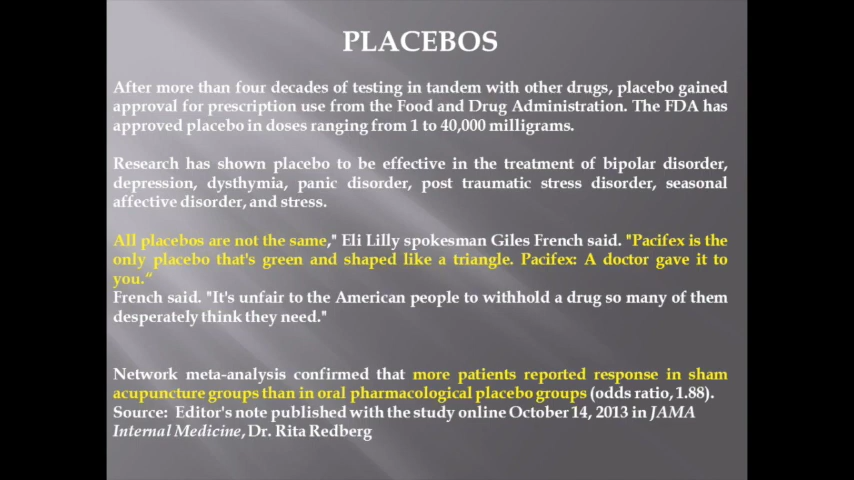 PLACEBOS
After more than four decades of testing in tandem with other drugs, placebo gained
approval for prescription use from the Food and Drug Administration. The FDA has
approved placebo in doses ranging from 1 to 40,000 milligrams.
Research has shown placebo to be effective in the treatment of bipolar disorder,
depression, dysthymia, panic disorder, post traumatic stress disorder, seasonal
affective disorder, and stress.
All placebos are not the same," Eli Lilly spokesman Giles French said. "Pacifex is the
only placebo that's green and shaped like a triangle. Pacifex: A doctor gave it to
you.“
French said. "It's unfair to the American people to withhold a drug so many of them
desperately think they need."
Network meta-analysis confirmed that more patients reported response in sham
acupuncture groups than in oral pharmacological placebo groups (odds ratio, 1.88).
Source: Editor's note published with the study online October 14, 2013 in JAMA
Internal Medicine, Dr. Rita Redberg